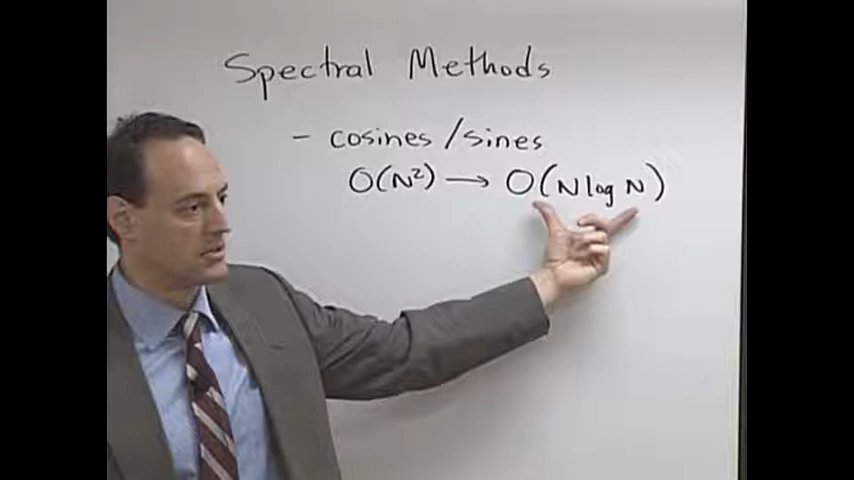 Spectral Methods
- cosines/sines
O(N²) → O(N log N)